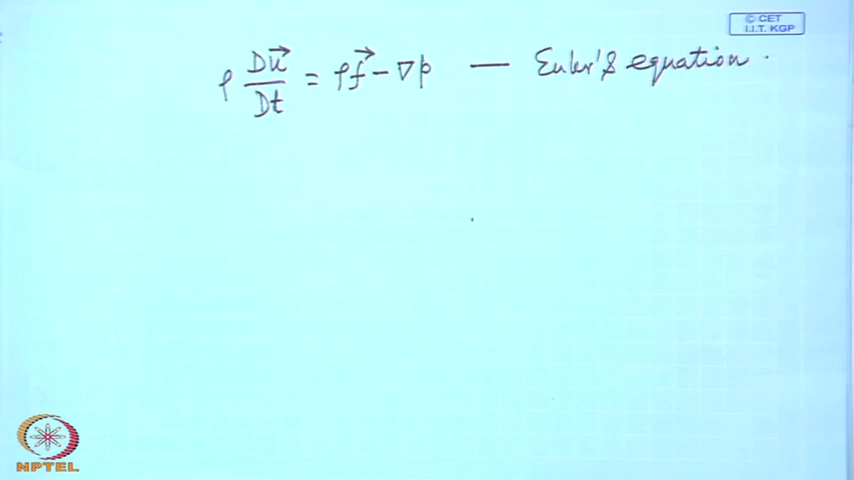 © CET
I.I.T. KGP
ρ Du⃗/Dt = ρf⃗ − ∇p — Euler's equation.
NPTEL